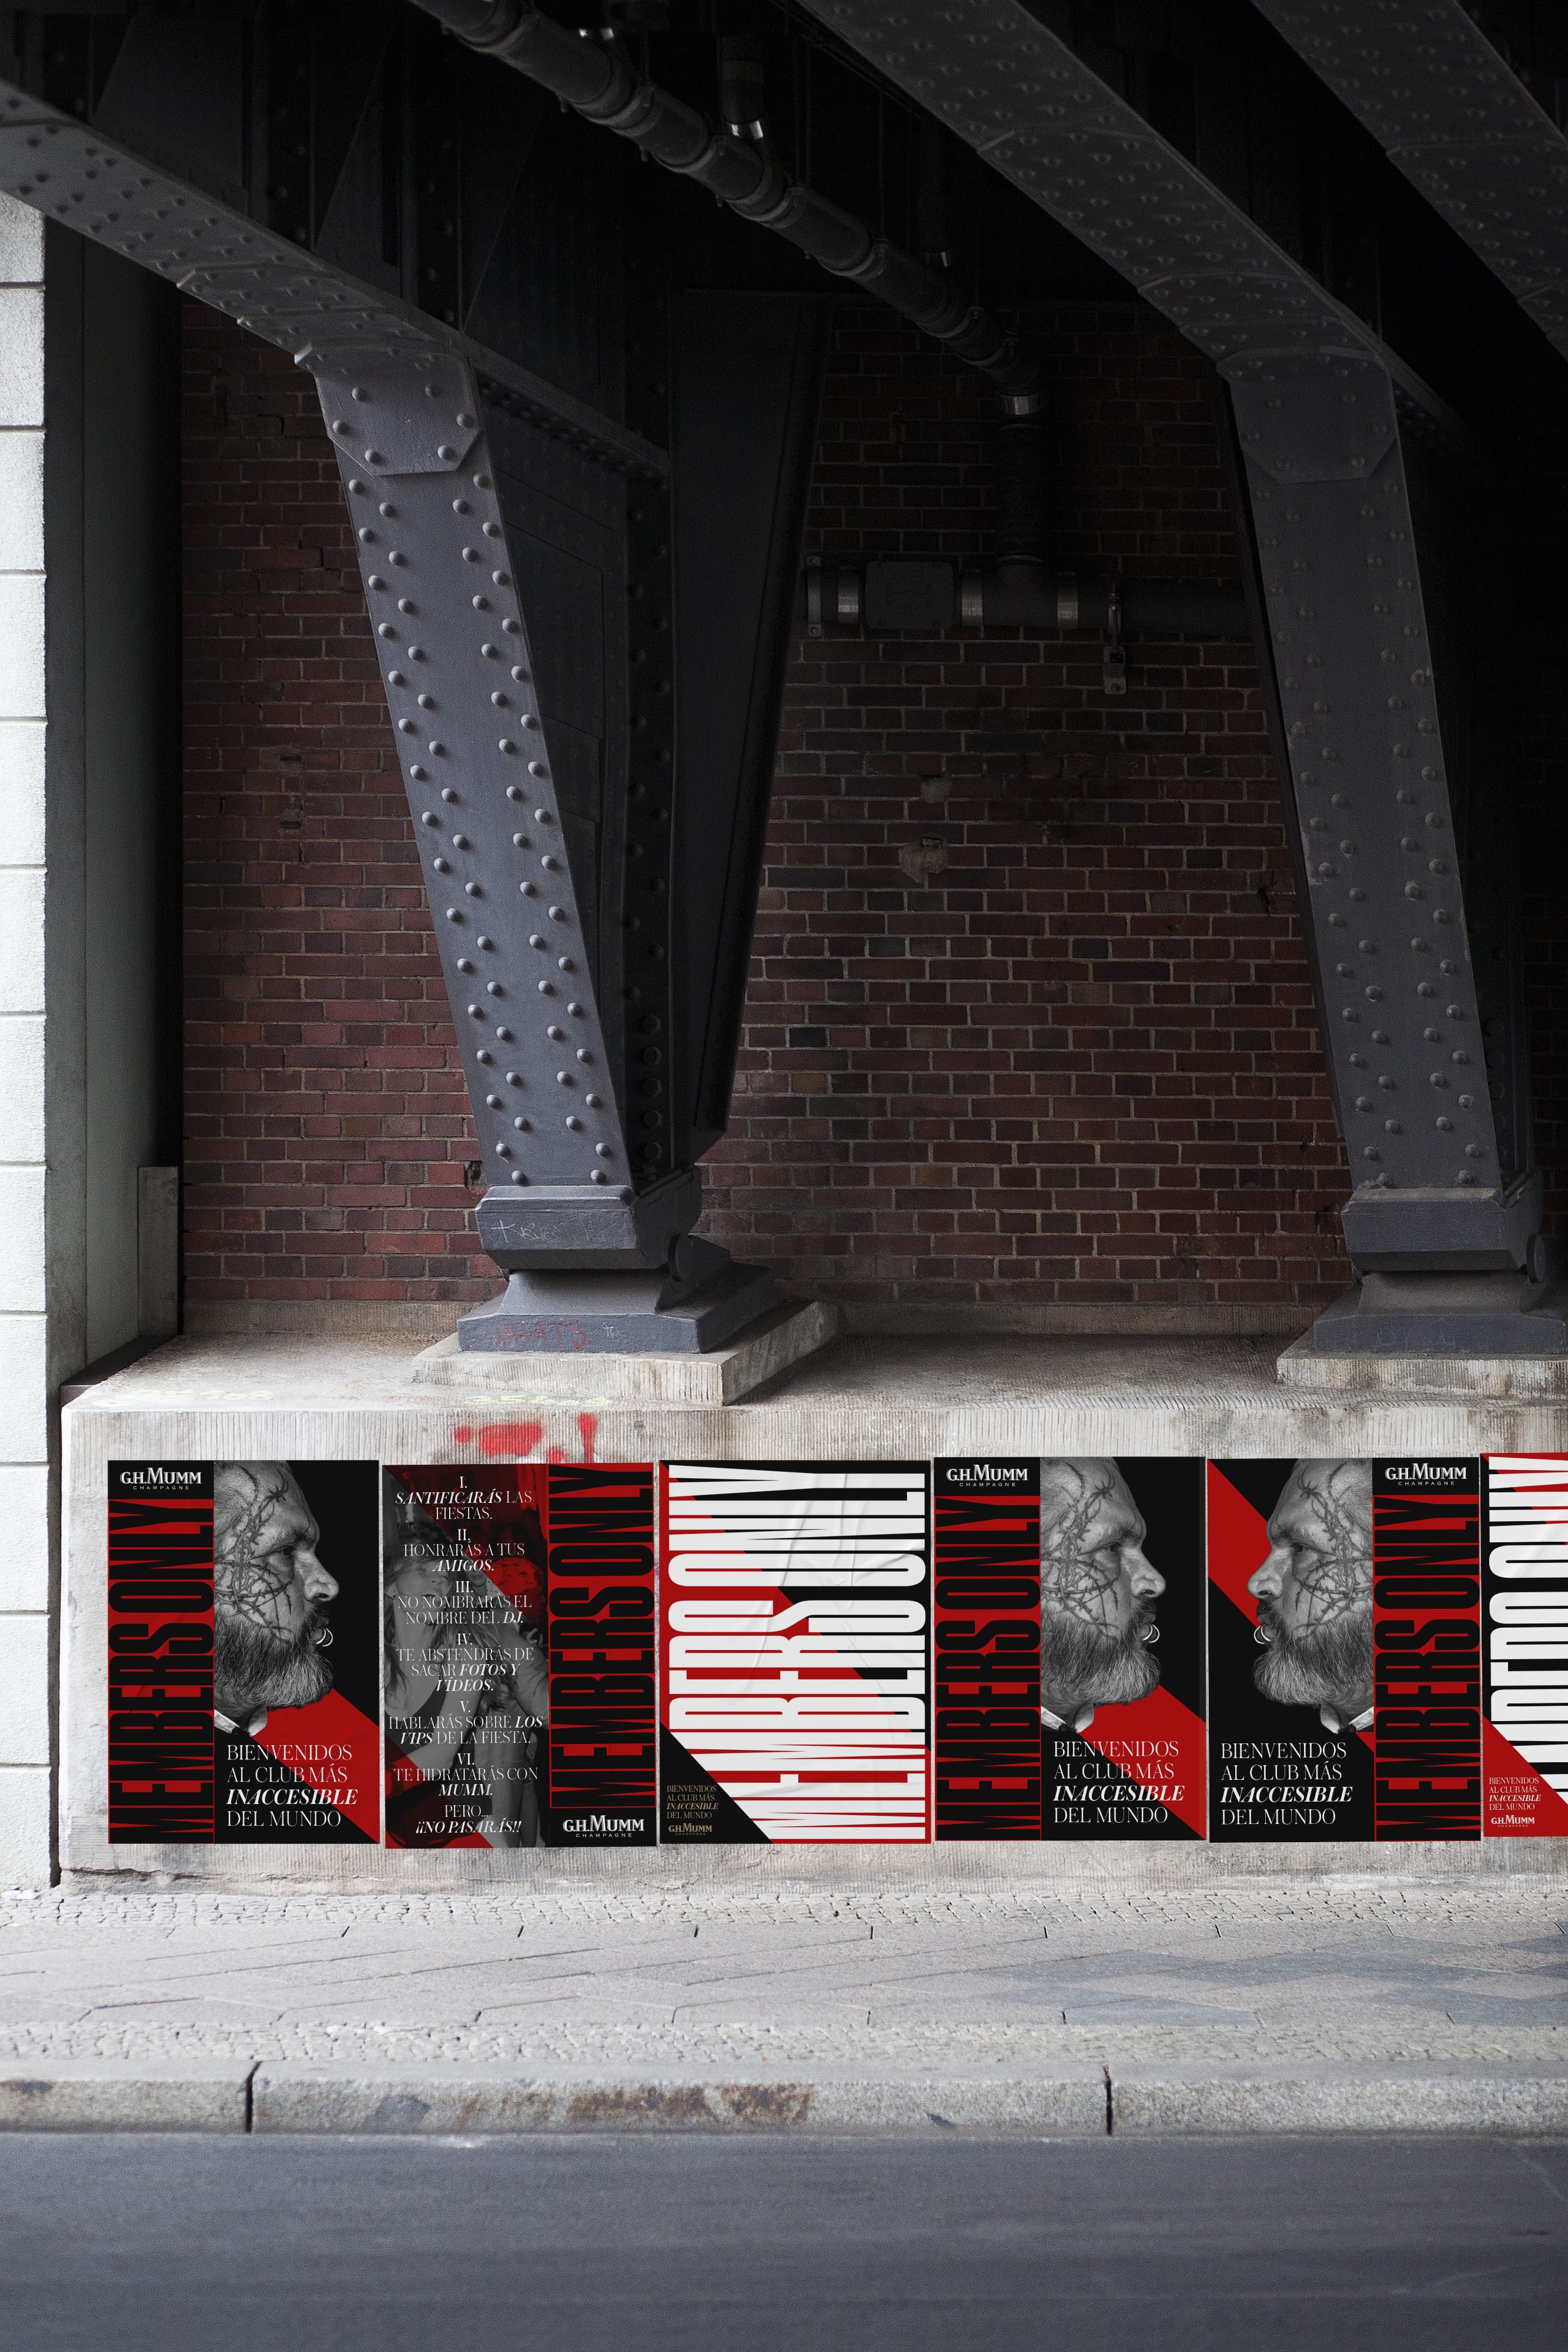 G.H.MUMM
CHAMPAGNE
MEMBERS ONLY
BIENVENIDOS
AL CLUB MÁS
INACCESIBLE
DEL MUNDO
I.
SANTIFICARÁS LAS
FIESTAS.
II.
HONRARÁS A TUS
AMIGOS.
III.
NO NOMBRARÁS EL
NOMBRE DEL DJ.
IV.
TE ABSTENDRÁS DE
SACAR FOTOS Y
VÍDEOS.
V.
HABLARÁS SOBRE LOS
VIPS DE LA FIESTA.
VI.
TE HIDRATARÁS CON
MUMM.
PERO...
¡¡NO PASARÁS!!
MEMBERS ONLY
G.H.MUMM
CHAMPAGNE
MEMBERS ONLY
BIENVENIDOS
AL CLUB MÁS
INACCESIBLE
DEL MUNDO
G.H.MUMM
CHAMPAGNE
G.H.MUMM
CHAMPAGNE
MEMBERS ONLY
BIENVENIDOS
AL CLUB MÁS
INACCESIBLE
DEL MUNDO
G.H.MUMM
CHAMPAGNE
MEMBERS ONLY
BIENVENIDOS
AL CLUB MÁS
INACCESIBLE
DEL MUNDO
MEMBERS ONLY
BIENVENIDOS
AL CLUB MÁS
INACCESIBLE
DEL MUNDO
G.H.MUMM